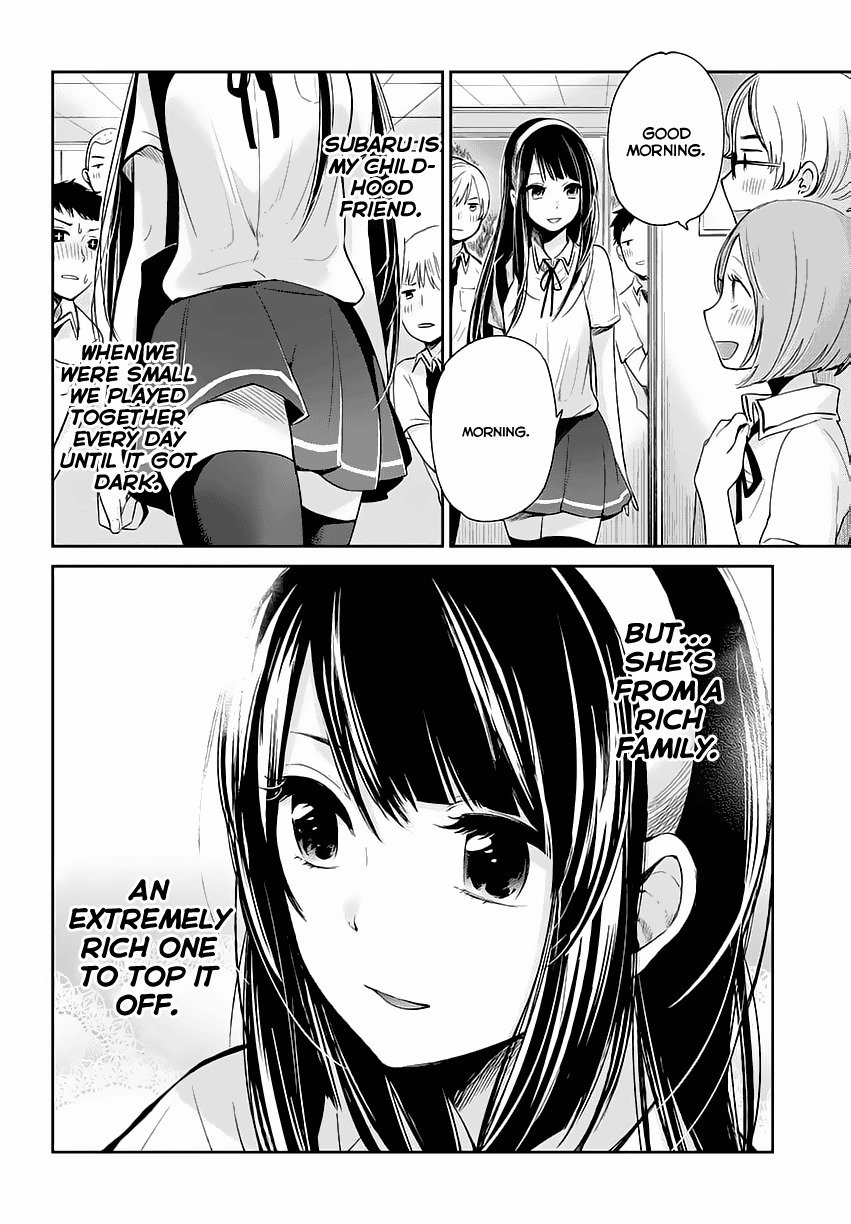 GOOD
MORNING.
MORNING.
SUBARU IS
MY CHILD-
HOOD
FRIEND.
WHEN WE
WERE SMALL
WE PLAYED
TOGETHER
EVERY DAY
UNTIL IT GOT
DARK.
BUT...
SHE'S
FROM A
RICH
FAMILY.
AN
EXTREMELY
RICH ONE
TO TOP IT
OFF.